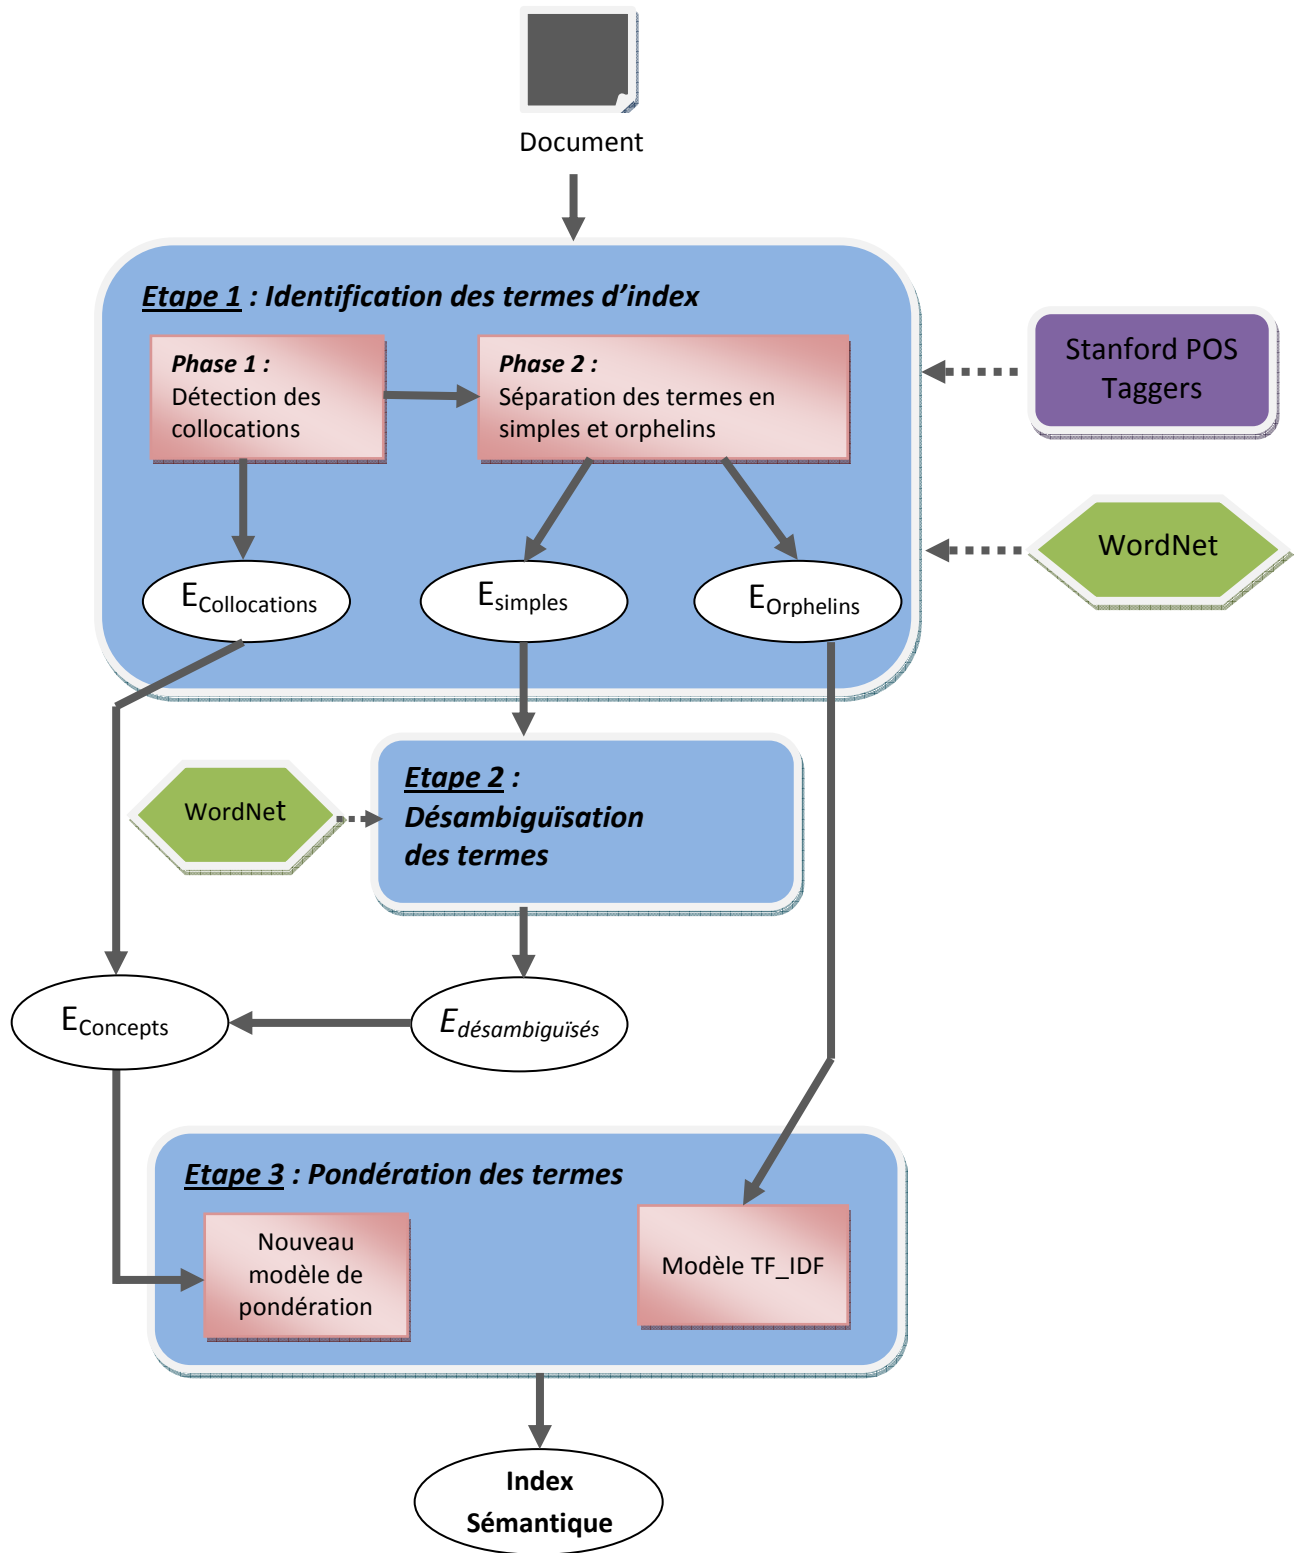 Document
Etape 1 : Identification des termes d’index
Phase 1 :
Détection des
collocations
Phase 2 :
Séparation des termes en
simples et orphelins
Stanford POS
Taggers
WordNet
ECollocations
Esimples
EOrphelins
WordNet
Etape 2 :
Désambiguïsation
des termes
EConcepts
Edésambiguïsés
Etape 3 : Pondération des termes
Nouveau
modèle de
pondération
Modèle TF_IDF
Index
Sémantique